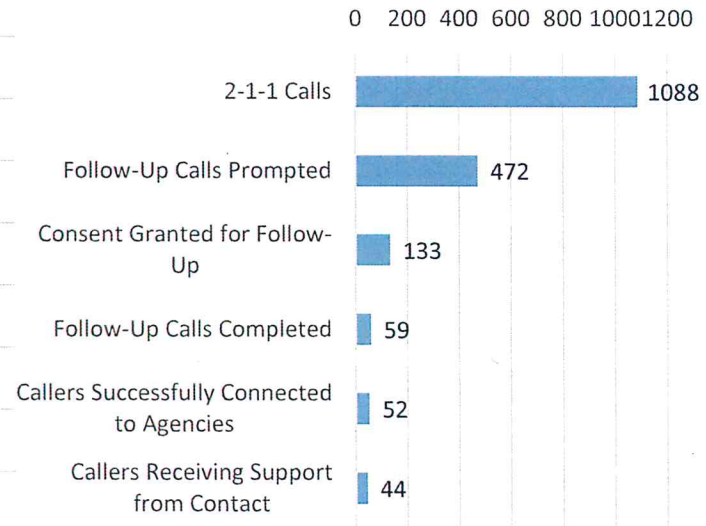 0 200 400 600 800 1000 1200
2-1-1 Calls 1088
Follow-Up Calls Prompted 472
Consent Granted for Follow-
Up 133
Follow-Up Calls Completed 59
Callers Successfully Connected
to Agencies 52
Callers Receiving Support
from Contact 44